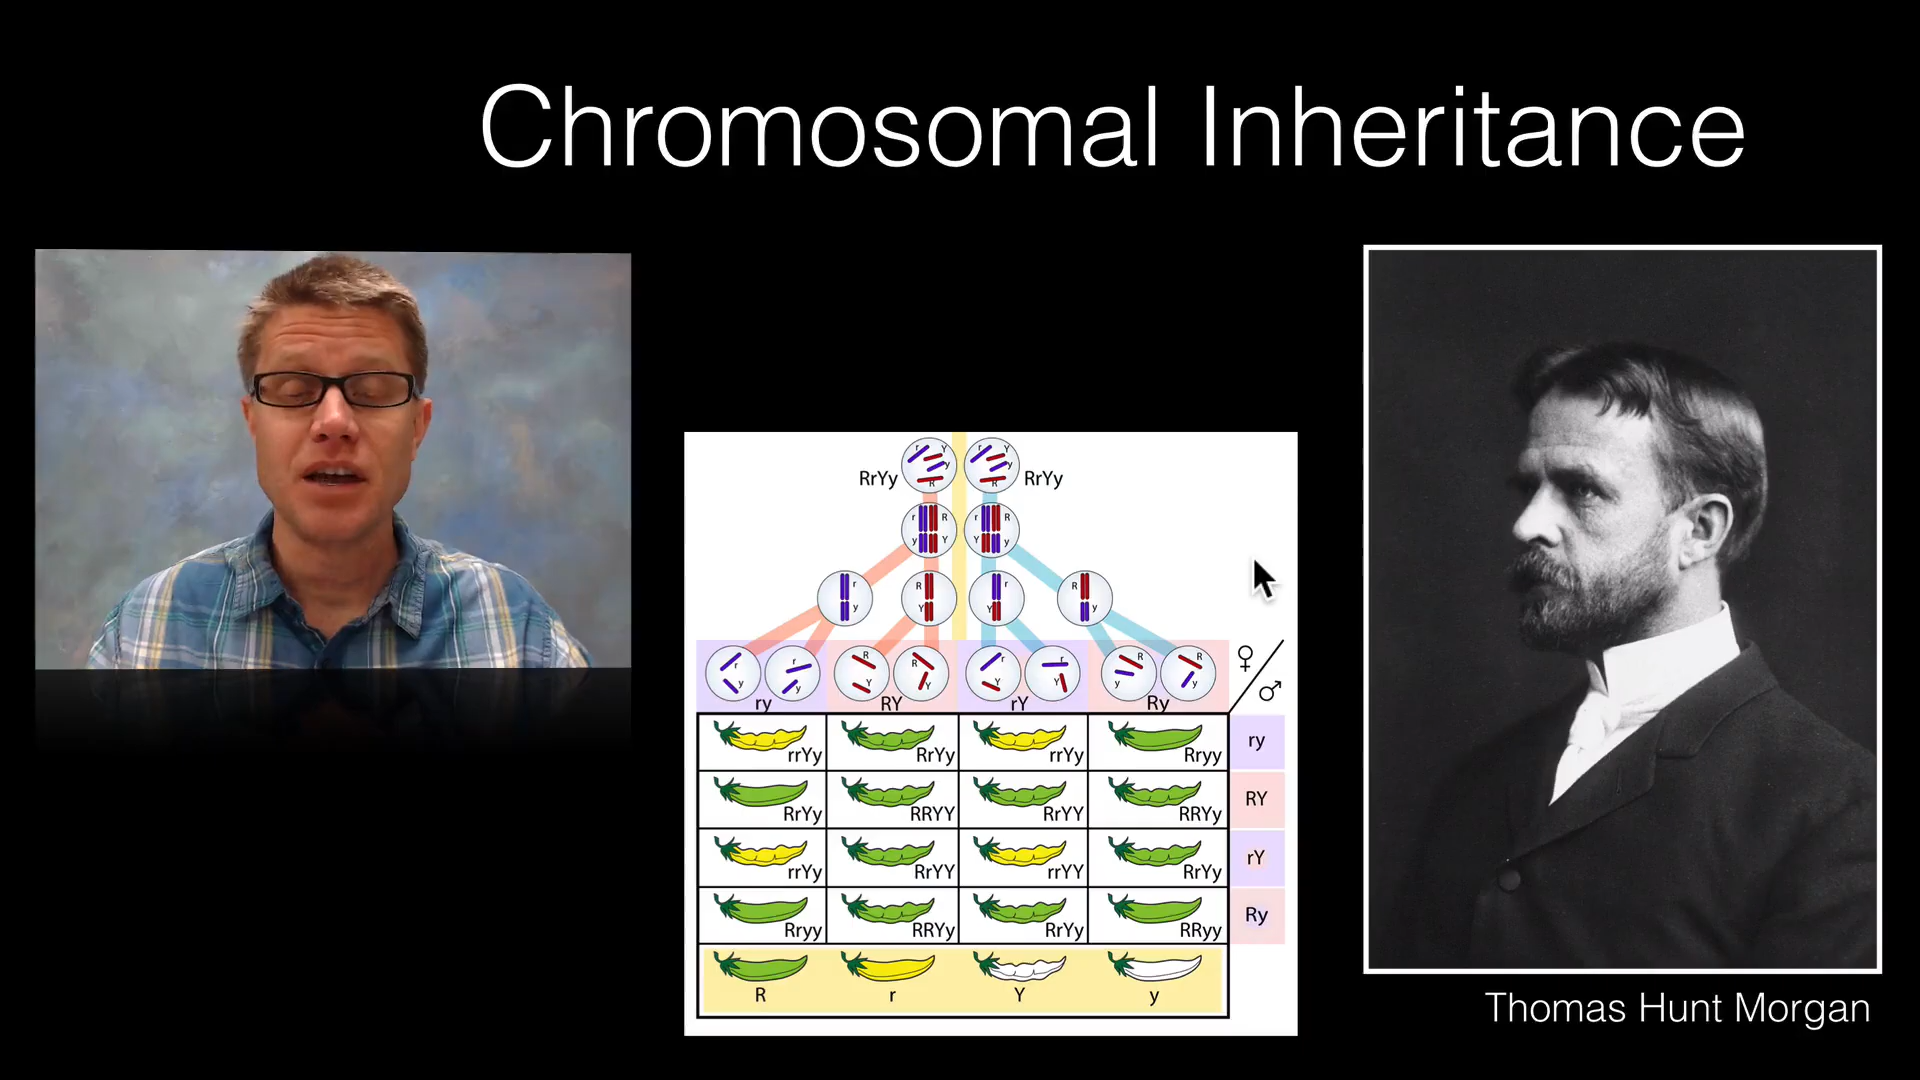 Chromosomal Inheritance
r Y y R
r Y y R
RrYy
RrYy
r R
y Y
r R
Y y
r
y
R
Y
r
Y
R
y
r y
r y
R Y
R Y
r Y
r Y
R y
R y
♀
♂
ry RY rY Ry
rrYy RrYy rrYy Rryy ry
RrYy RRYY RrYY RRYy RY
rrYy RrYY rrYY RrYy rY
Rryy RRYy RrYy RRyy Ry
R r Y y
Thomas Hunt Morgan